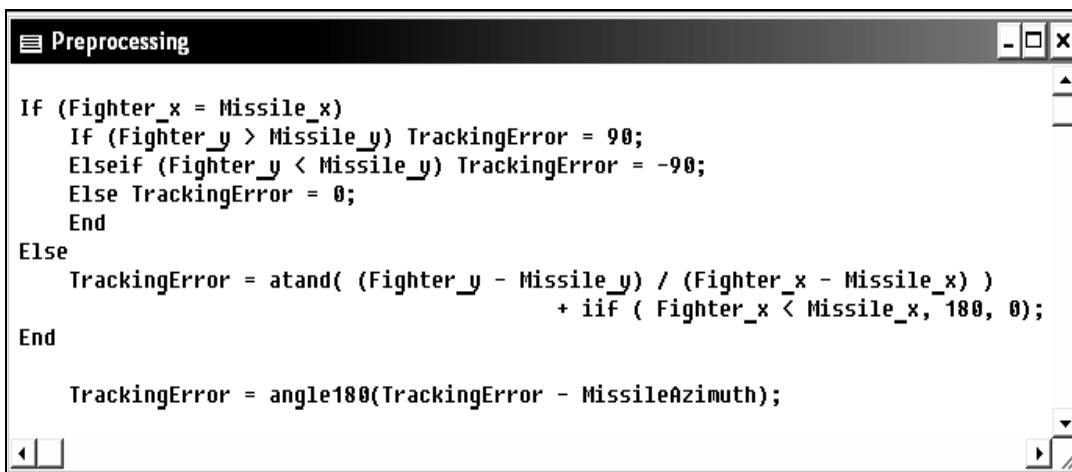 Preprocessing
If (Fighter_x = Missile_x)
If (Fighter_y > Missile_y) TrackingError = 90;
Elseif (Fighter_y < Missile_y) TrackingError = -90;
Else TrackingError = 0;
End
Else
TrackingError = atand( (Fighter_y - Missile_y) / (Fighter_x - Missile_x) )
+ iif ( Fighter_x < Missile_x, 180, 0);
End
TrackingError = angle180(TrackingError - MissileAzimuth);